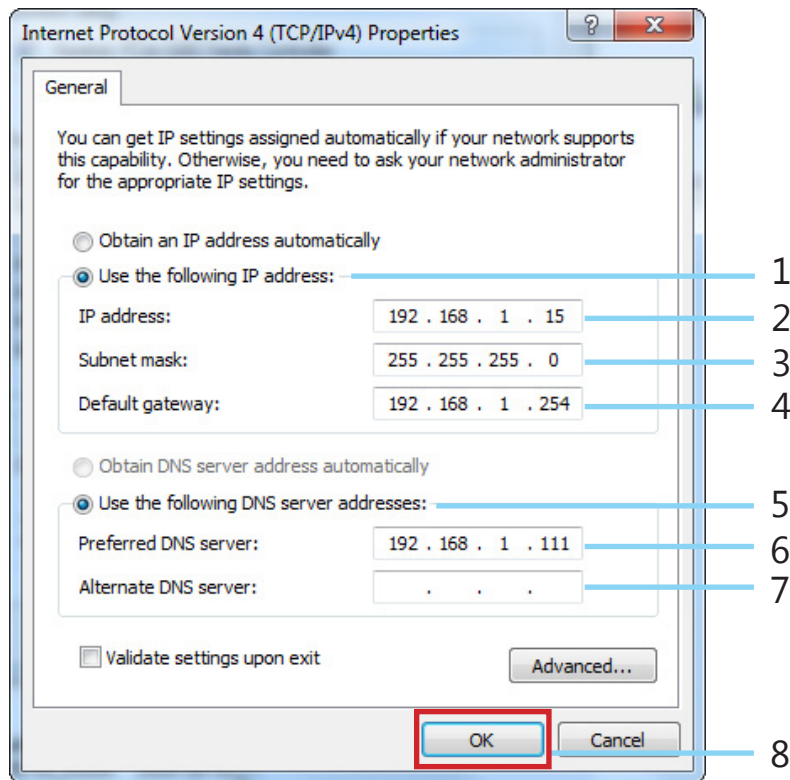 Internet Protocol Version 4 (TCP/IPv4) Properties
?
X
General
You can get IP settings assigned automatically if your network supports
this capability. Otherwise, you need to ask your network administrator
for the appropriate IP settings.
Obtain an IP address automatically
Use the following IP address: 1
IP address: 192 . 168 . 1 . 15 2
Subnet mask: 255 . 255 . 255 . 0 3
Default gateway: 192 . 168 . 1 . 254 4
Obtain DNS server address automatically
Use the following DNS server addresses: 5
Preferred DNS server: 192 . 168 . 1 . 111 6
Alternate DNS server: . . . 7
Validate settings upon exit
Advanced...
OK Cancel 8